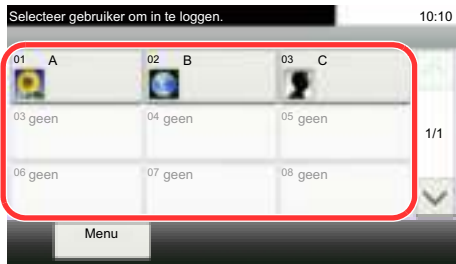 Selecteer gebruiker om in te loggen. 10:10
01 A 02 B 03 C
03 geen 04 geen 05 geen
1/1
06 geen 07 geen 08 geen
Menu